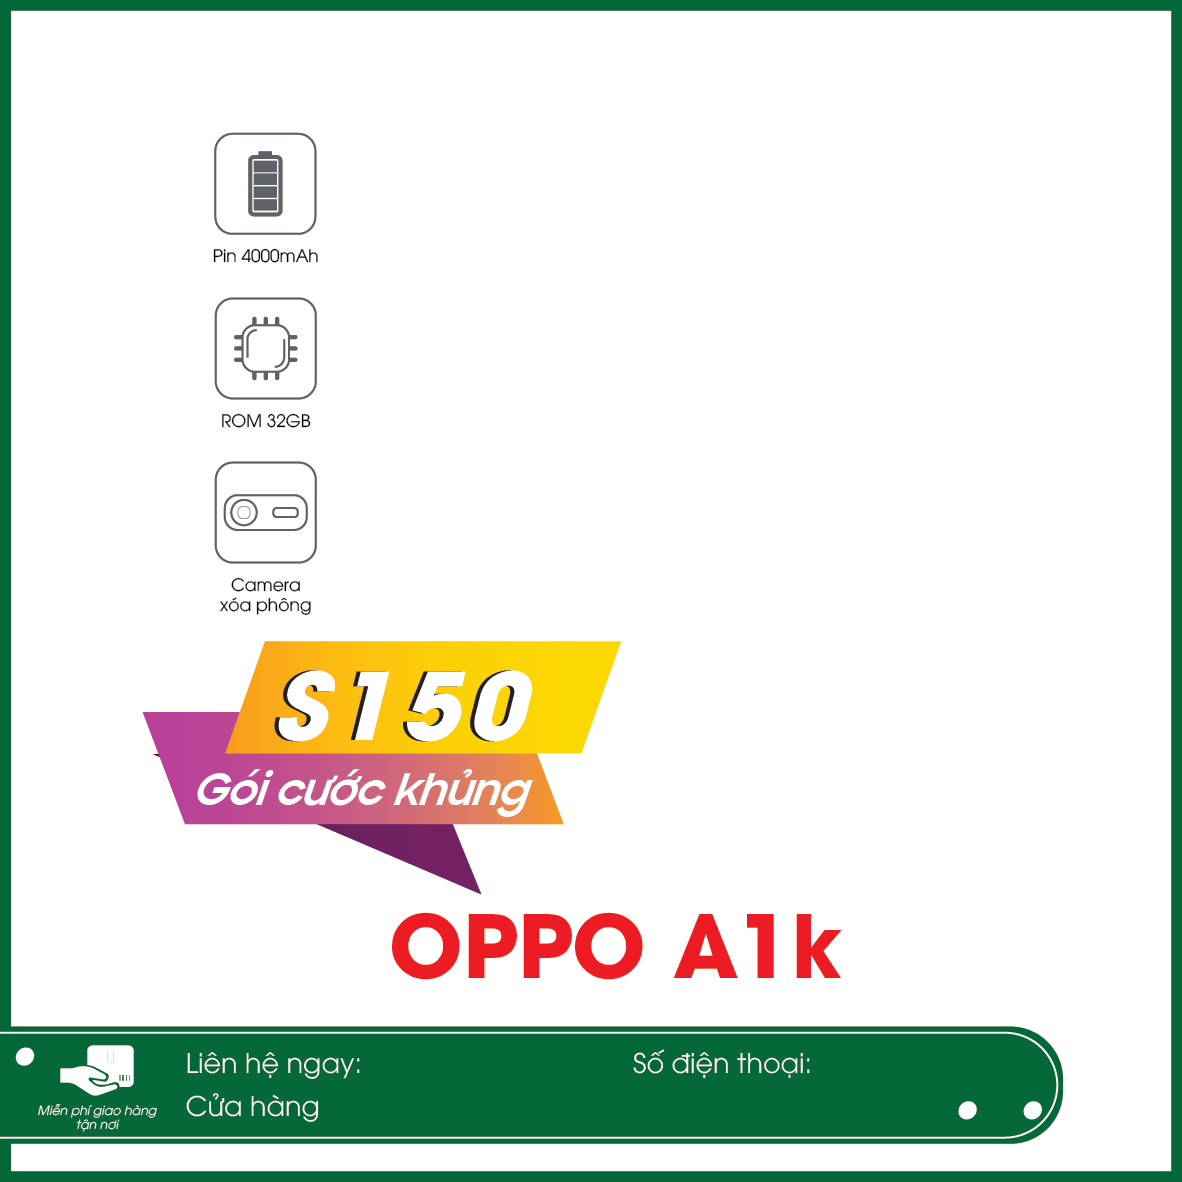 Pin 4000mAh
ROM 32GB
Camera
xóa phông
S150
Gói cước khủng
OPPO A1k
Miễn phí giao hàng
tận nơi
Liên hệ ngay:
Số điện thoại:
Cửa hàng